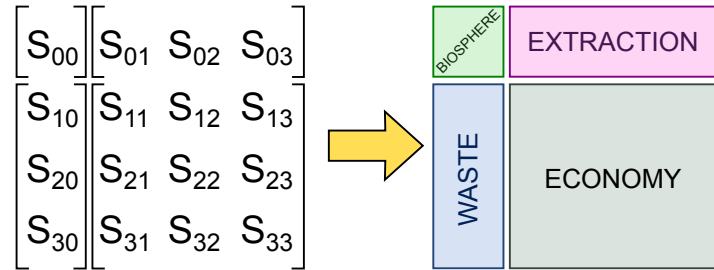 S₀₀ S₀₁ S₀₂ S₀₃
S₁₀ S₁₁ S₁₂ S₁₃
S₂₀ S₂₁ S₂₂ S₂₃
S₃₀ S₃₁ S₃₂ S₃₃
BIOSPHERE
EXTRACTION
WASTE
ECONOMY